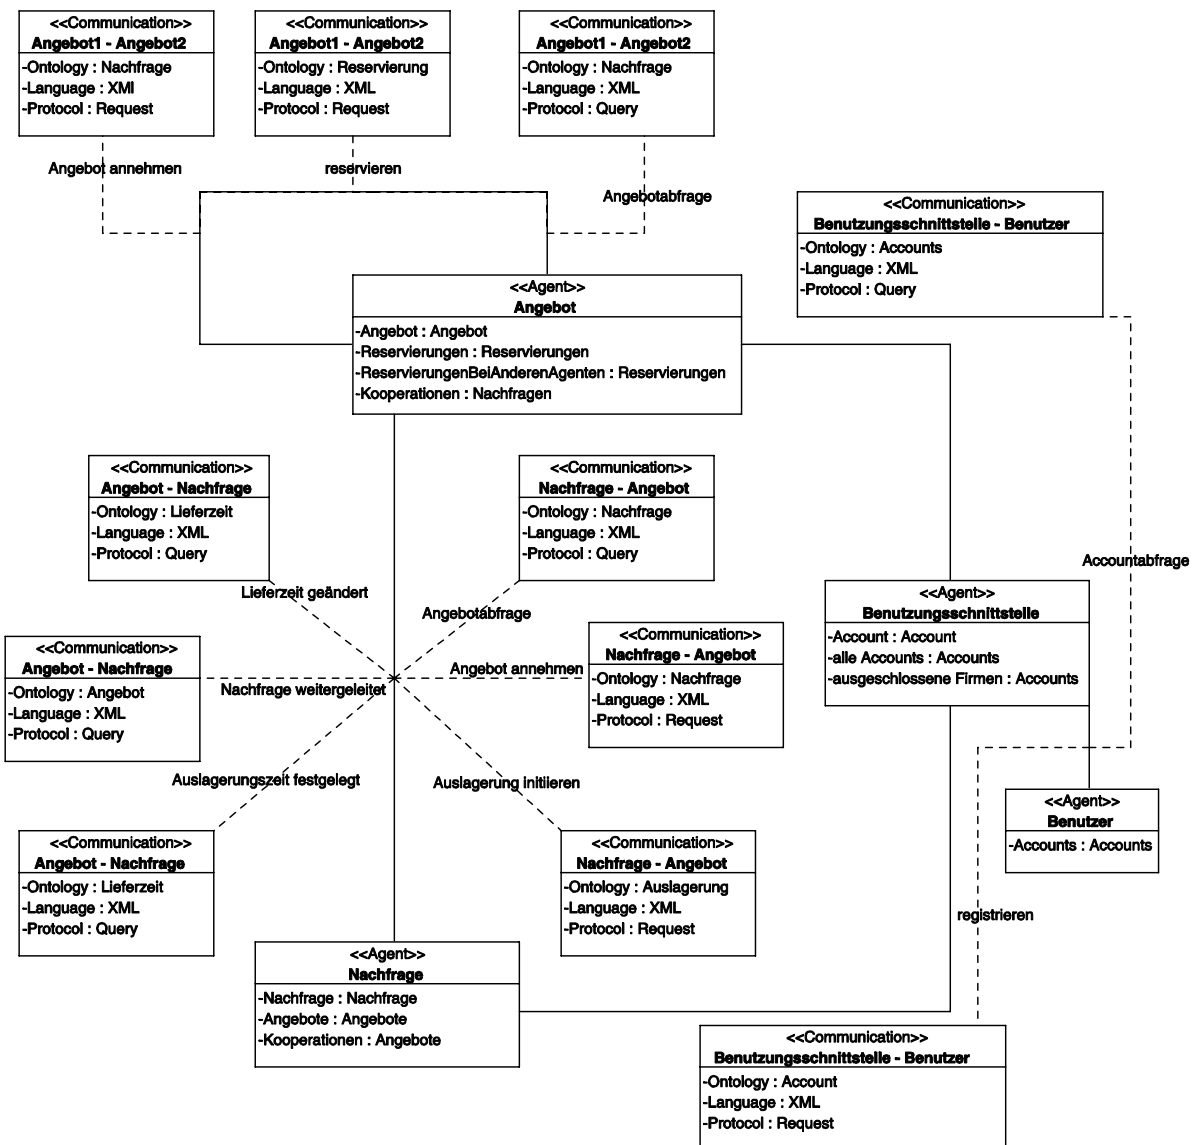 <<Communication>>
Angebot1 - Angebot2
-Ontology : Nachfrage
-Language : XMl
-Protocol : Request
<<Communication>>
Angebot1 - Angebot2
-Ontology : Reservierung
-Language : XML
-Protocol : Request
<<Communication>>
Angebot1 - Angebot2
-Ontology : Nachfrage
-Language : XML
-Protocol : Query
Angebot annehmen
reservieren
Angebotabfrage
<<Communication>>
Benutzungsschnittstelle - Benutzer
-Ontology : Accounts
-Language : XML
-Protocol : Query
<<Agent>>
Angebot
-Angebot : Angebot
-Reservierungen : Reservierungen
-ReservierungenBeiAnderenAgenten : Reservierungen
-Kooperationen : Nachfragen
<<Communication>>
Angebot - Nachfrage
-Ontology : Lieferzeit
-Language : XML
-Protocol : Query
<<Communication>>
Nachfrage - Angebot
-Ontology : Nachfrage
-Language : XML
-Protocol : Query
Accountabfrage
Lieferzeit geändert
Angebotabfrage
<<Agent>>
Benutzungsschnittstelle
-Account : Account
-alle Accounts : Accounts
-ausgeschlossene Firmen : Accounts
<<Communication>>
Angebot - Nachfrage
-Ontology : Angebot
-Language : XML
-Protocol : Query
Nachfrage weitergeleitet
Angebot annehmen
<<Communication>>
Nachfrage - Angebot
-Ontology : Nachfrage
-Language : XML
-Protocol : Request
Auslagerungszeit festgelegt
Auslagerung initiieren
<<Agent>>
Benutzer
-Accounts : Accounts
<<Communication>>
Angebot - Nachfrage
-Ontology : Lieferzeit
-Language : XML
-Protocol : Query
<<Communication>>
Nachfrage - Angebot
-Ontology : Auslagerung
-Language : XML
-Protocol : Request
registrieren
<<Agent>>
Nachfrage
-Nachfrage : Nachfrage
-Angebote : Angebote
-Kooperationen : Angebote
<<Communication>>
Benutzungsschnittstelle - Benutzer
-Ontology : Account
-Language : XML
-Protocol : Request